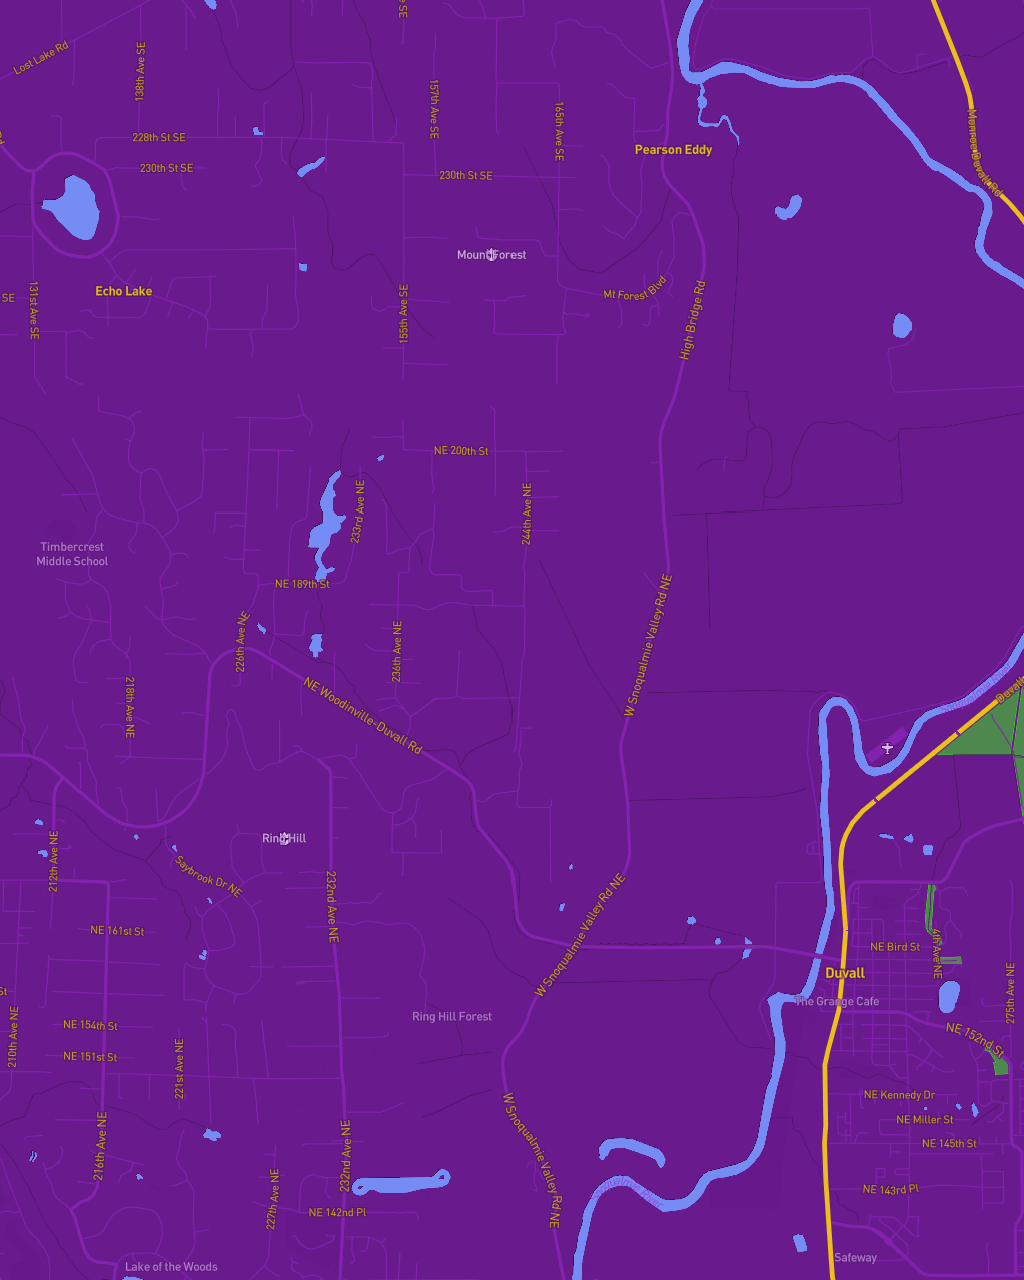 Lost Lake Rd
138th Ave SE
157th Ave SE
165th Ave SE
Monroe-Duvall Rd
228th St SE
230th St SE
230th St SE
Pearson Eddy
Mount Forest
Echo Lake
SE
131st Ave SE
155th Ave SE
Mt Forest Blvd
High Bridge Rd
NE 200th St
233rd Ave NE
244th Ave NE
Timbercrest
Middle School
NE 189th St
226th Ave NE
236th Ave NE
W Snoqualmie Valley Rd NE
218th Ave NE
NE Woodinville-Duvall Rd
Duvall
Ring Hill
212th Ave NE
Saybrook Dr NE
232nd Ave NE
W Snoqualmie Valley Rd NE
NE 161st St
NE Bird St
4th Ave NE
275th Ave NE
Duvall
The Grange Cafe
St
210th Ave NE
NE 154th St
Ring Hill Forest
NE 152nd St
NE 151st St
221st Ave NE
NE Kennedy Dr
NE Miller St
NE 145th St
216th Ave NE
232nd Ave NE
W Snoqualmie Valley Rd NE
NE 143rd Pl
227th Ave NE
NE 142nd Pl
Safeway
Lake of the Woods